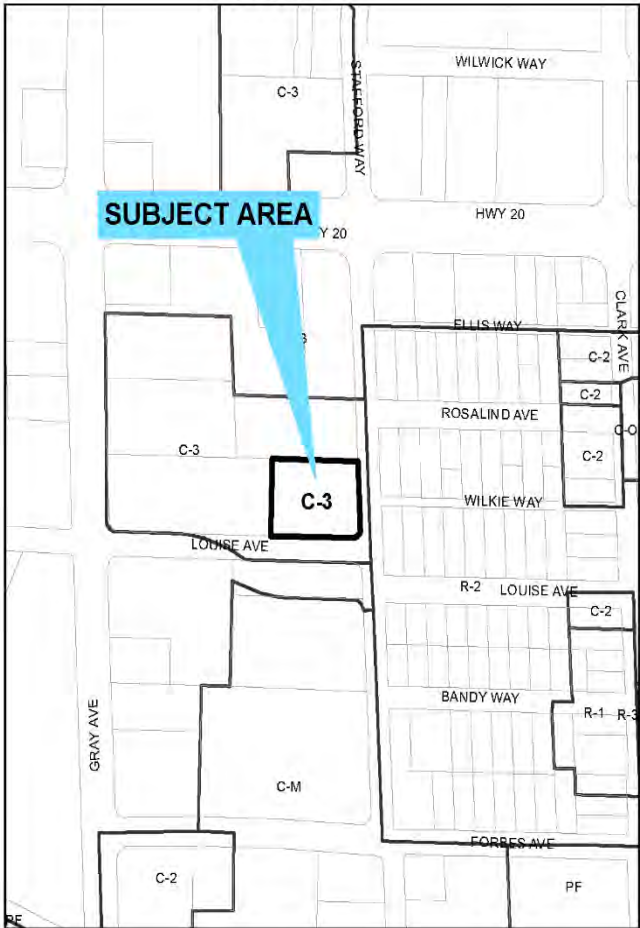 WILWICK WAY
C-3
STAFFORD WAY
SUBJECT AREA
HWY 20
Y 20
CLARK AVE
ELLIS WAY
3
C-2
C-2
ROSALIND AVE
C-O
C-3
C-2
C-3
WILKIE WAY
LOUISE AVE
R-2
LOUISE AVE
C-2
BANDY WAY
R-1
R-3
GRAY AVE
C-M
FORBES AVE
C-2
PF
PF